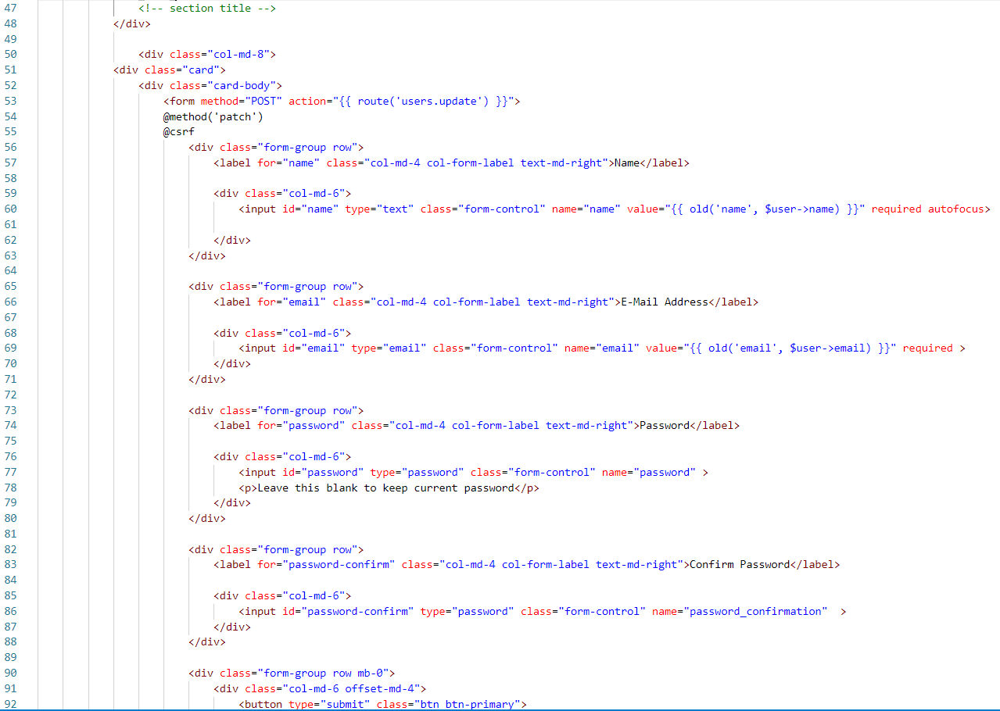 47 <!-- section title -->
48 </div>
49
50 <div class="col-md-8">
51 <div class="card">
52 <div class="card-body">
53 <form method="POST" action="{{ route('users.update') }}">
54 @method('patch')
55 @csrf
56 <div class="form-group row">
57 <label for="name" class="col-md-4 col-form-label text-md-right">Name</label>
58
59 <div class="col-md-6">
60 <input id="name" type="text" class="form-control" name="name" value="{{ old('name', $user->name) }}" required autofocus>
61
62 </div>
63 </div>
64
65 <div class="form-group row">
66 <label for="email" class="col-md-4 col-form-label text-md-right">E-Mail Address</label>
67
68 <div class="col-md-6">
69 <input id="email" type="email" class="form-control" name="email" value="{{ old('email', $user->email) }}" required >
70 </div>
71 </div>
72
73 <div class="form-group row">
74 <label for="password" class="col-md-4 col-form-label text-md-right">Password</label>
75
76 <div class="col-md-6">
77 <input id="password" type="password" class="form-control" name="password" >
78 <p>Leave this blank to keep current password</p>
79 </div>
80 </div>
81
82 <div class="form-group row">
83 <label for="password-confirm" class="col-md-4 col-form-label text-md-right">Confirm Password</label>
84
85 <div class="col-md-6">
86 <input id="password-confirm" type="password" class="form-control" name="password_confirmation"  >
87 </div>
88 </div>
89
90 <div class="form-group row mb-0">
91 <div class="col-md-6 offset-md-4">
92 <button type="submit" class="btn btn-primary">